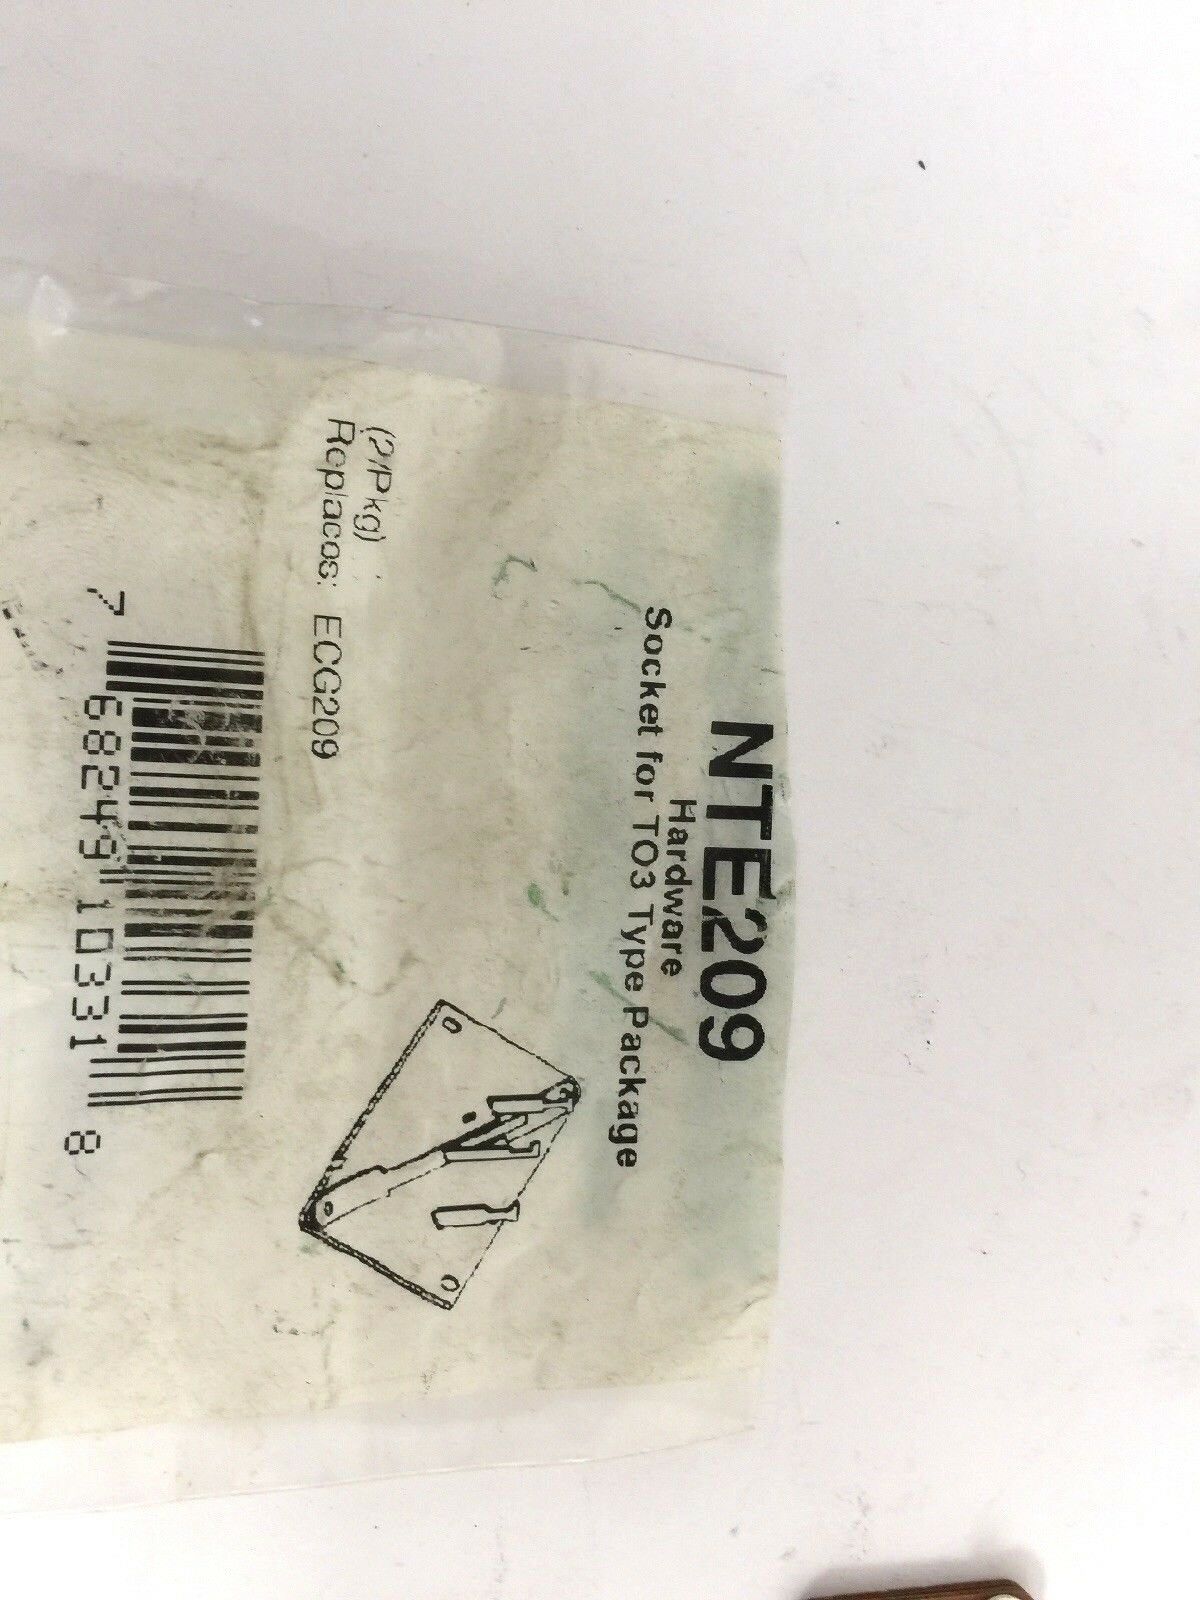 NTE209
Hardware
Socket for TO3 Type Package
(2/Pkg)
Replaces: ECG209
7 68249 10331 8